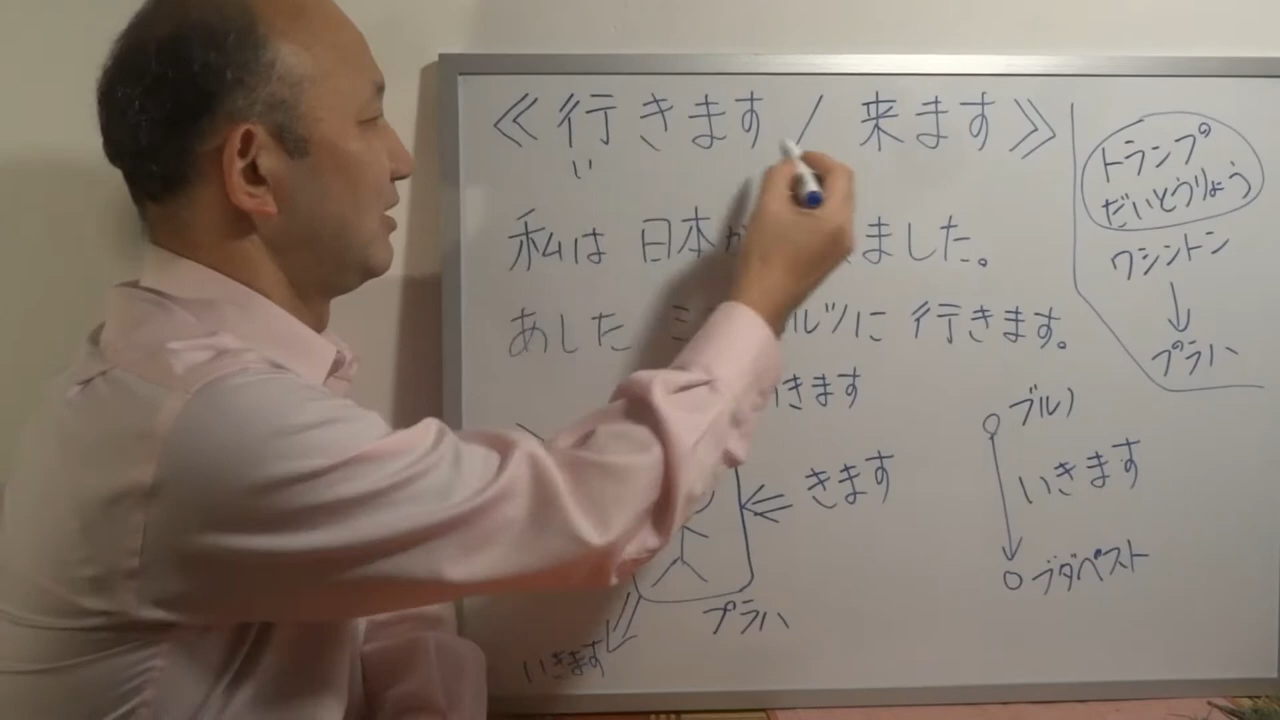 ≪行きます / 来ます≫
い
私は 日本 ました。
あした ルツに 行きます。
きます
きます
プラハ
いきます
トランプ
だいとうりょう
ワシントン
プラハ
ブルノ
いきます
ブダペスト